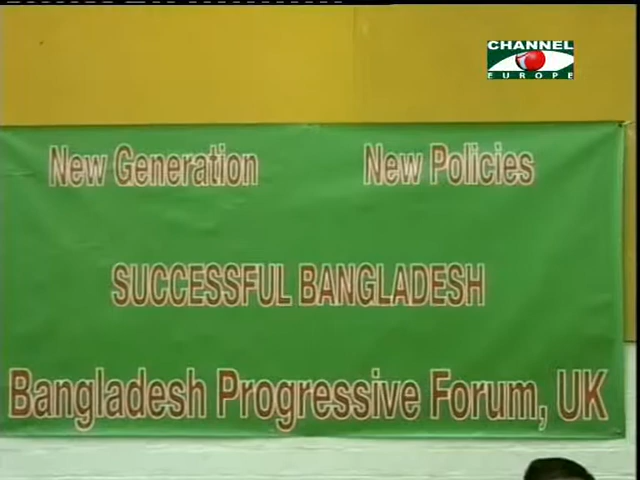 CHANNEL
EUROPE
New Generation New Policies
SUCCESSFUL BANGLADESH
Bangladesh Progressive Forum, UK